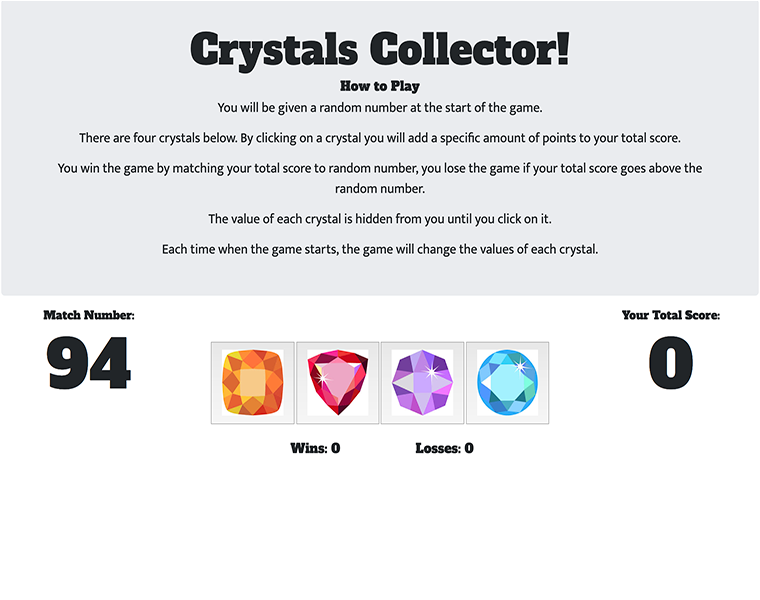 Crystals Collector!
How to Play
You will be given a random number at the start of the game.
There are four crystals below. By clicking on a crystal you will add a specific amount of points to your total score.
You win the game by matching your total score to random number, you lose the game if your total score goes above the
random number.
The value of each crystal is hidden from you until you click on it.
Each time when the game starts, the game will change the values of each crystal.
Match Number:
94
Your Total Score:
0
Wins: 0
Losses: 0